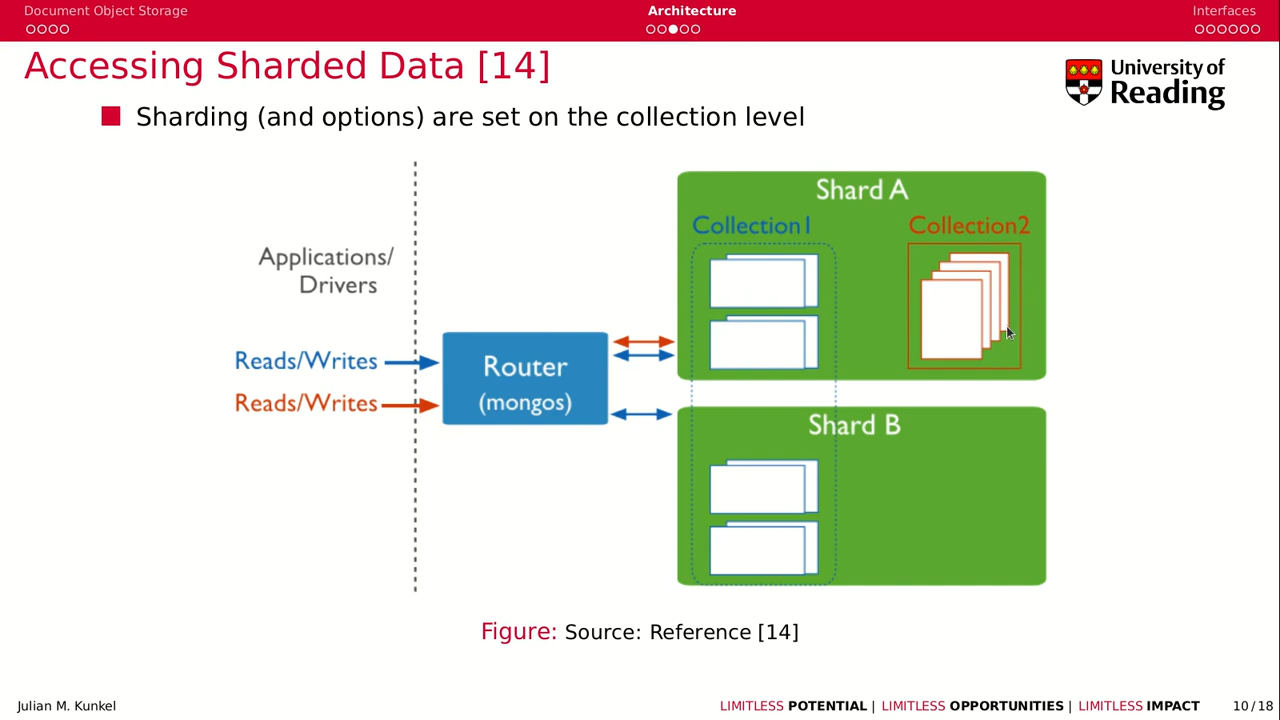 Document Object Storage
Architecture
Interfaces
Accessing Sharded Data [14]
University of
Reading
Sharding (and options) are set on the collection level
Applications/
Drivers
Reads/Writes
Reads/Writes
Router
(mongos)
Shard A
Collection1
Collection2
Shard B
Figure: Source: Reference [14]
Julian M. Kunkel
LIMITLESS POTENTIAL | LIMITLESS OPPORTUNITIES | LIMITLESS IMPACT
10/18